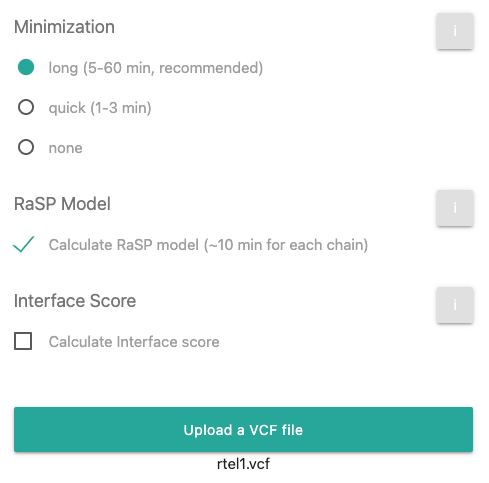 Minimization
i
long (5-60 min, recommended)
quick (1-3 min)
none
RaSP Model
i
Calculate RaSP model (~10 min for each chain)
Interface Score
i
Calculate Interface score
Upload a VCF file
rtel1.vcf